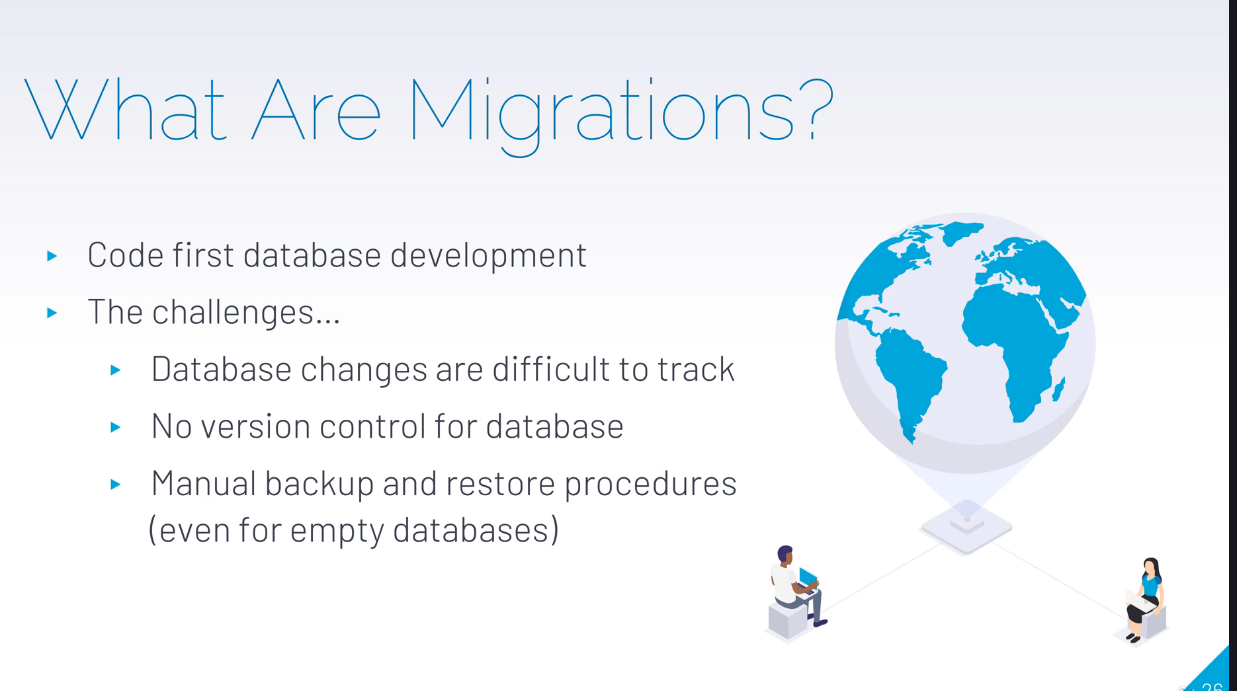 What Are Migrations?
Code first database development
The challenges...
Database changes are difficult to track
No version control for database
Manual backup and restore procedures
(even for empty databases)
26